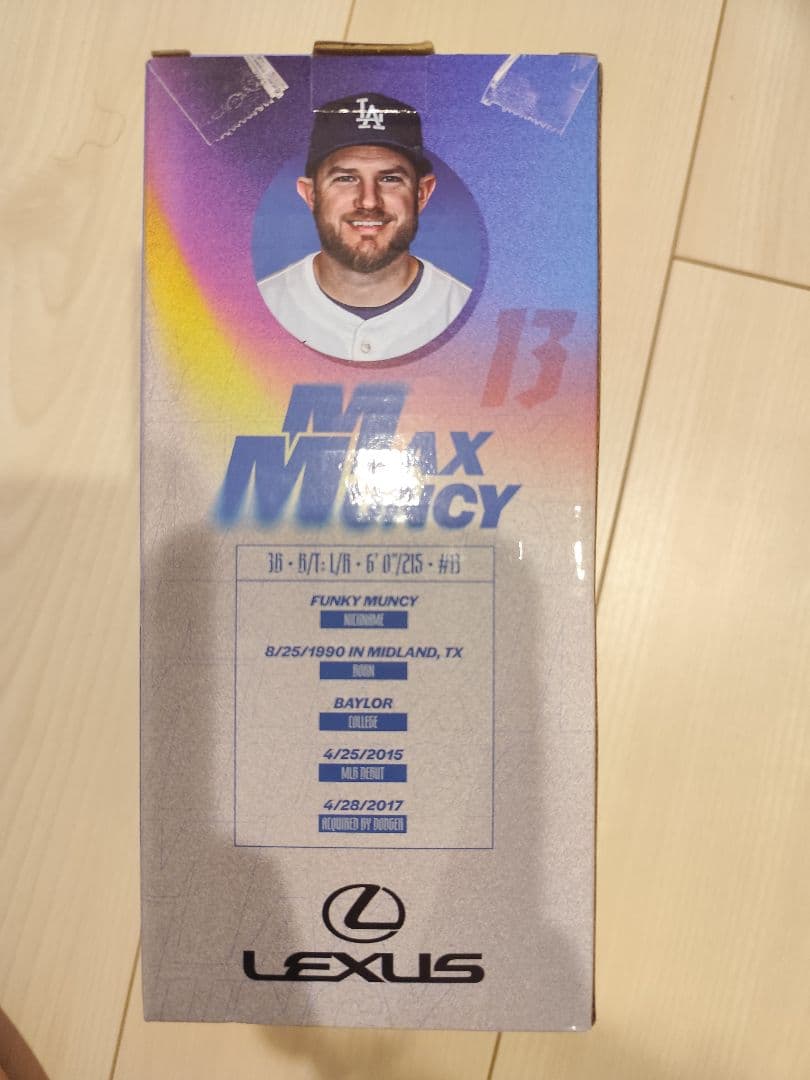 LA
13
MAX
MUNCY
3B · B/T: L/R · 6' 0"/215 · #13
FUNKY MUNCY
NICKNAME
8/25/1990 IN MIDLAND, TX
BORN
BAYLOR
COLLEGE
4/25/2015
MLB DEBUT
4/28/2017
ACQUIRED BY DODGER
LEXUS